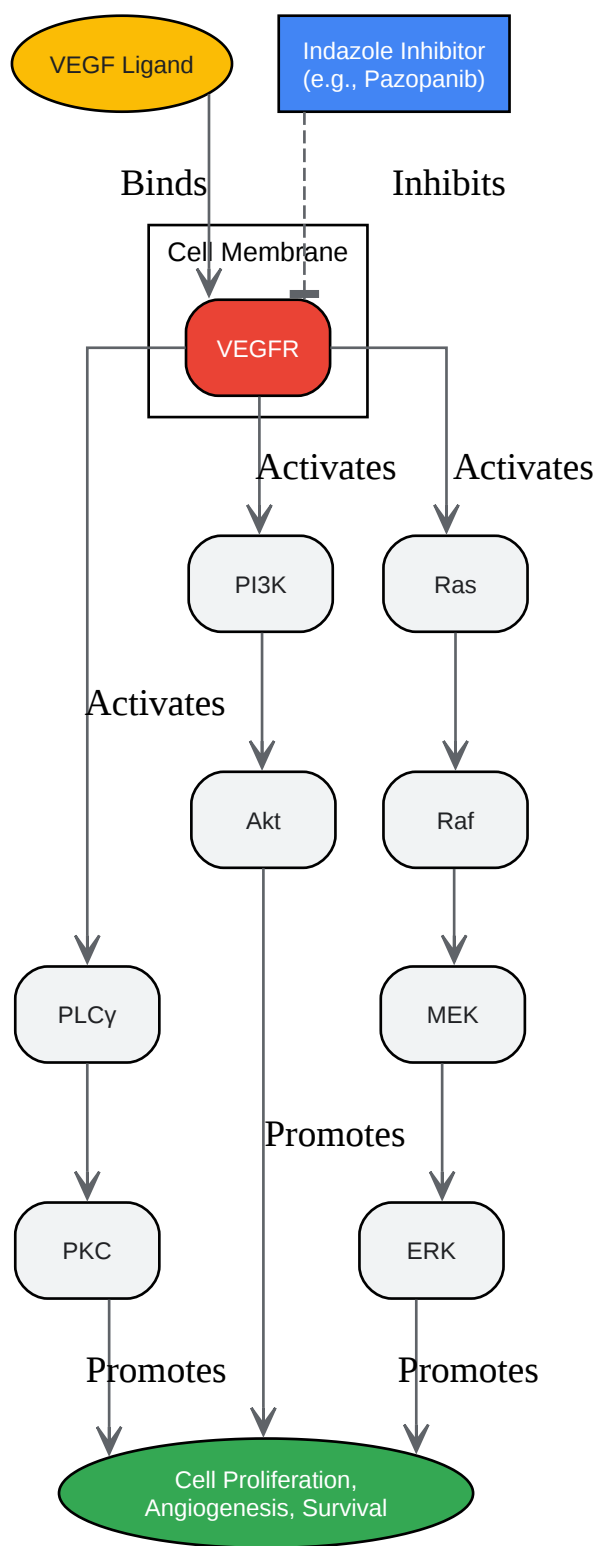 VEGF Ligand
Indazole Inhibitor
(e.g., Pazopanib)
Binds
Inhibits
Cell Membrane
VEGFR
Activates
Activates
PI3K
Ras
Activates
Akt
Raf
PLCγ
MEK
Promotes
PKC
ERK
Promotes
Promotes
Cell Proliferation,
Angiogenesis, Survival